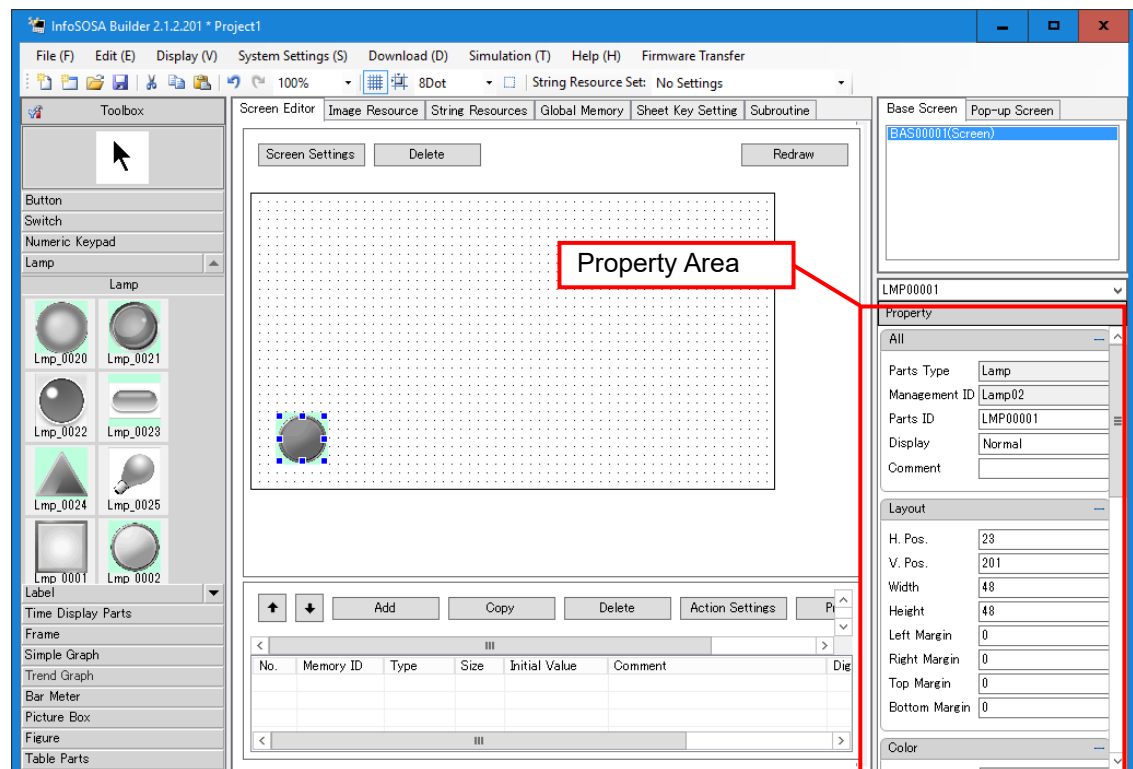 InfoSOSA Builder 2.1.2.201 * Project1
File (F) Edit (E) Display (V) System Settings (S) Download (D) Simulation (T) Help (H) Firmware Transfer
100% 8Dot String Resource Set: No Settings
Toolbox
Button
Switch
Numeric Keypad
Lamp
Lamp
Lmp_0020 Lmp_0021
Lmp_0022 Lmp_0023
Lmp_0024 Lmp_0025
Lmp_0001 Lmp_0002
Label
Time Display Parts
Frame
Simple Graph
Trend Graph
Bar Meter
Picture Box
Figure
Table Parts
Screen Editor Image Resource String Resources Global Memory Sheet Key Setting Subroutine
Screen Settings Delete Redraw
Property Area
Add Copy Delete Action Settings
No. Memory ID Type Size Initial Value Comment Dig
Base Screen Pop-up Screen
BAS00001(Screen)
LMP00001
Property
All
Parts Type Lamp
Management ID Lamp02
Parts ID LMP00001
Display Normal
Comment
Layout
H. Pos. 23
V. Pos. 201
Width 48
Height 48
Left Margin 0
Right Margin 0
Top Margin 0
Bottom Margin 0
Color